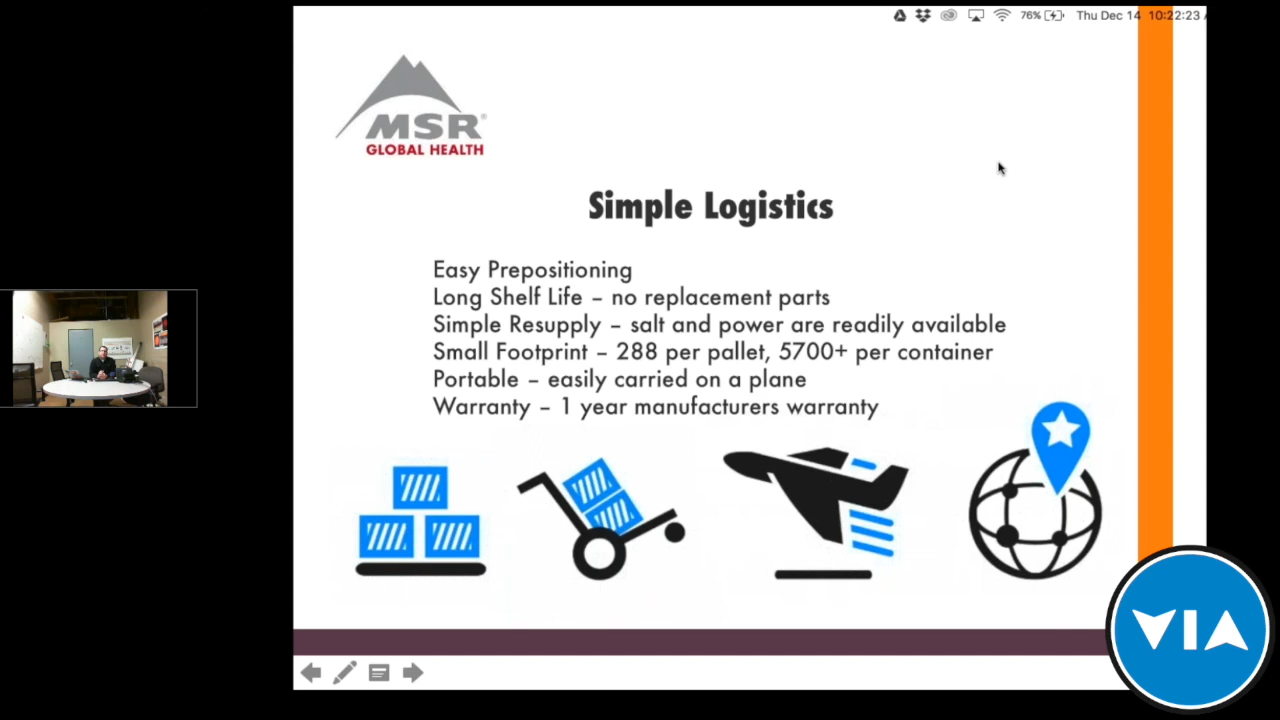 76%
Thu Dec 14 10:22:23
MSR®
GLOBAL HEALTH
Simple Logistics
Easy Prepositioning
Long Shelf Life – no replacement parts
Simple Resupply – salt and power are readily available
Small Footprint – 288 per pallet, 5700+ per container
Portable – easily carried on a plane
Warranty – 1 year manufacturers warranty
VIA